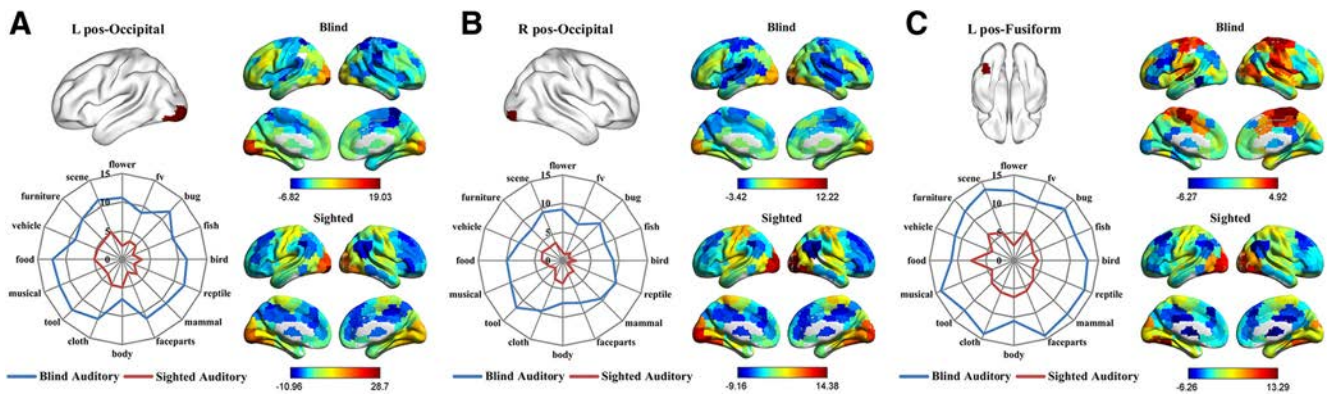 A
L pos-Occipital
Blind
-6.82 19.03
flower
fv
bug
fish
bird
reptile
mammal
faceparts
body
cloth
tool
musical
food
vehicle
furniture
scene
15
10
5
0
Sighted
-10.96 28.7
Blind Auditory Sighted Auditory
B
R pos-Occipital
Blind
-3.42 12.22
flower
fv
bug
fish
bird
reptile
mammal
faceparts
body
cloth
tool
musical
food
vehicle
furniture
scene
15
10
5
0
Sighted
-9.16 14.38
Blind Auditory Sighted Auditory
C
L pos-Fusiform
Blind
-6.27 4.92
flower
fv
bug
fish
bird
reptile
mammal
faceparts
body
cloth
tool
musical
food
vehicle
furniture
scene
15
10
5
0
Sighted
-6.26 13.29
Blind Auditory Sighted Auditory